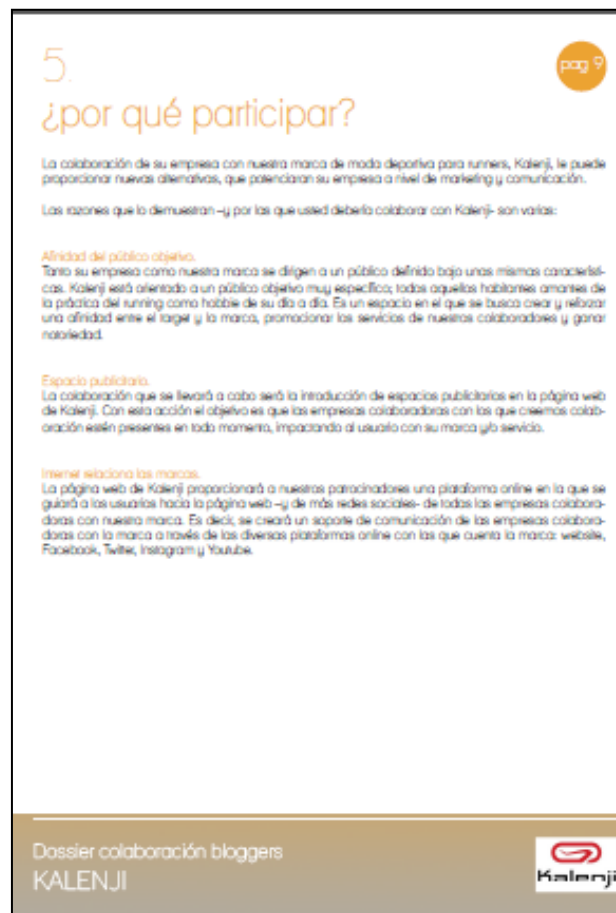 5.
pag 9
¿por qué participar?
La colaboración de su empresa con nuestra marca de moda deportiva para runners, Kalenji, le puede
proporcionar nuevas alternativas, que potenciaran su empresa a nivel de marketing y comunicación.
Las razones que lo demuestran –y por las que usted debería colaborar con Kalenji- son varias:
Afinidad del público objetivo.
Tanto su empresa como nuestra marca se dirigen a un público definido bajo unas mismas característi-
cas. Kalenji está orientado a un público objetivo muy específico; todos aquellos habitantes amantes de
la práctica del running como hobbie de su día a día. Es un espacio en el que se busca crear y reforzar
una afinidad entre el target y la marca, promocionar los servicios de nuestros colaboradores y ganar
notoriedad.
Espacio publicitario.
La colaboración que se llevará a cabo será la introducción de espacios publicitarios en la página web
de Kalenji. Con esta acción el objetivo es que las empresas colaboradoras con las que creemos colab-
oración estén presentes en todo momento, impactando al usuario con su marca y/o servicio.
Internet relaciona las marcas.
La página web de Kalenji proporcionará a nuestros patrocinadores una plataforma online en la que se
guiará a los usuarios hacia la página web –y de más redes sociales- de todas las empresas colabora-
doras con nuestra marca. Es decir, se creará un soporte de comunicación de las empresas colabora-
doras con la marca a través de las diversas plataformas online con las que cuenta la marca: website,
Facebook, Twitter, Instagram y Youtube.
Dossier colaboración bloggers
KALENJI
Kalenji